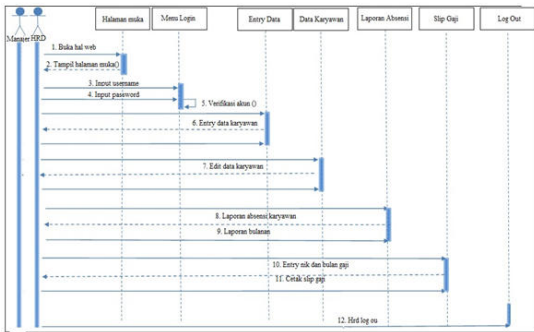 Halaman muka
Menu Login
Entry Data
Data Karyawan
Laporan Absensi
Slip Gaji
Log Out
Manajer
HRD
1. Buka hal web
2. Tampil halaman muka()
3. Input username
4. Input password
5. Verifikasi akun ()
6. Entry data karyawan
7. Edit data karyawan
8. Laporan absensi karyawan
9. Laporan bulanan
10. Entry nik dan bulan gaji
11. Cetak slip gaji
12. Hrd log ou